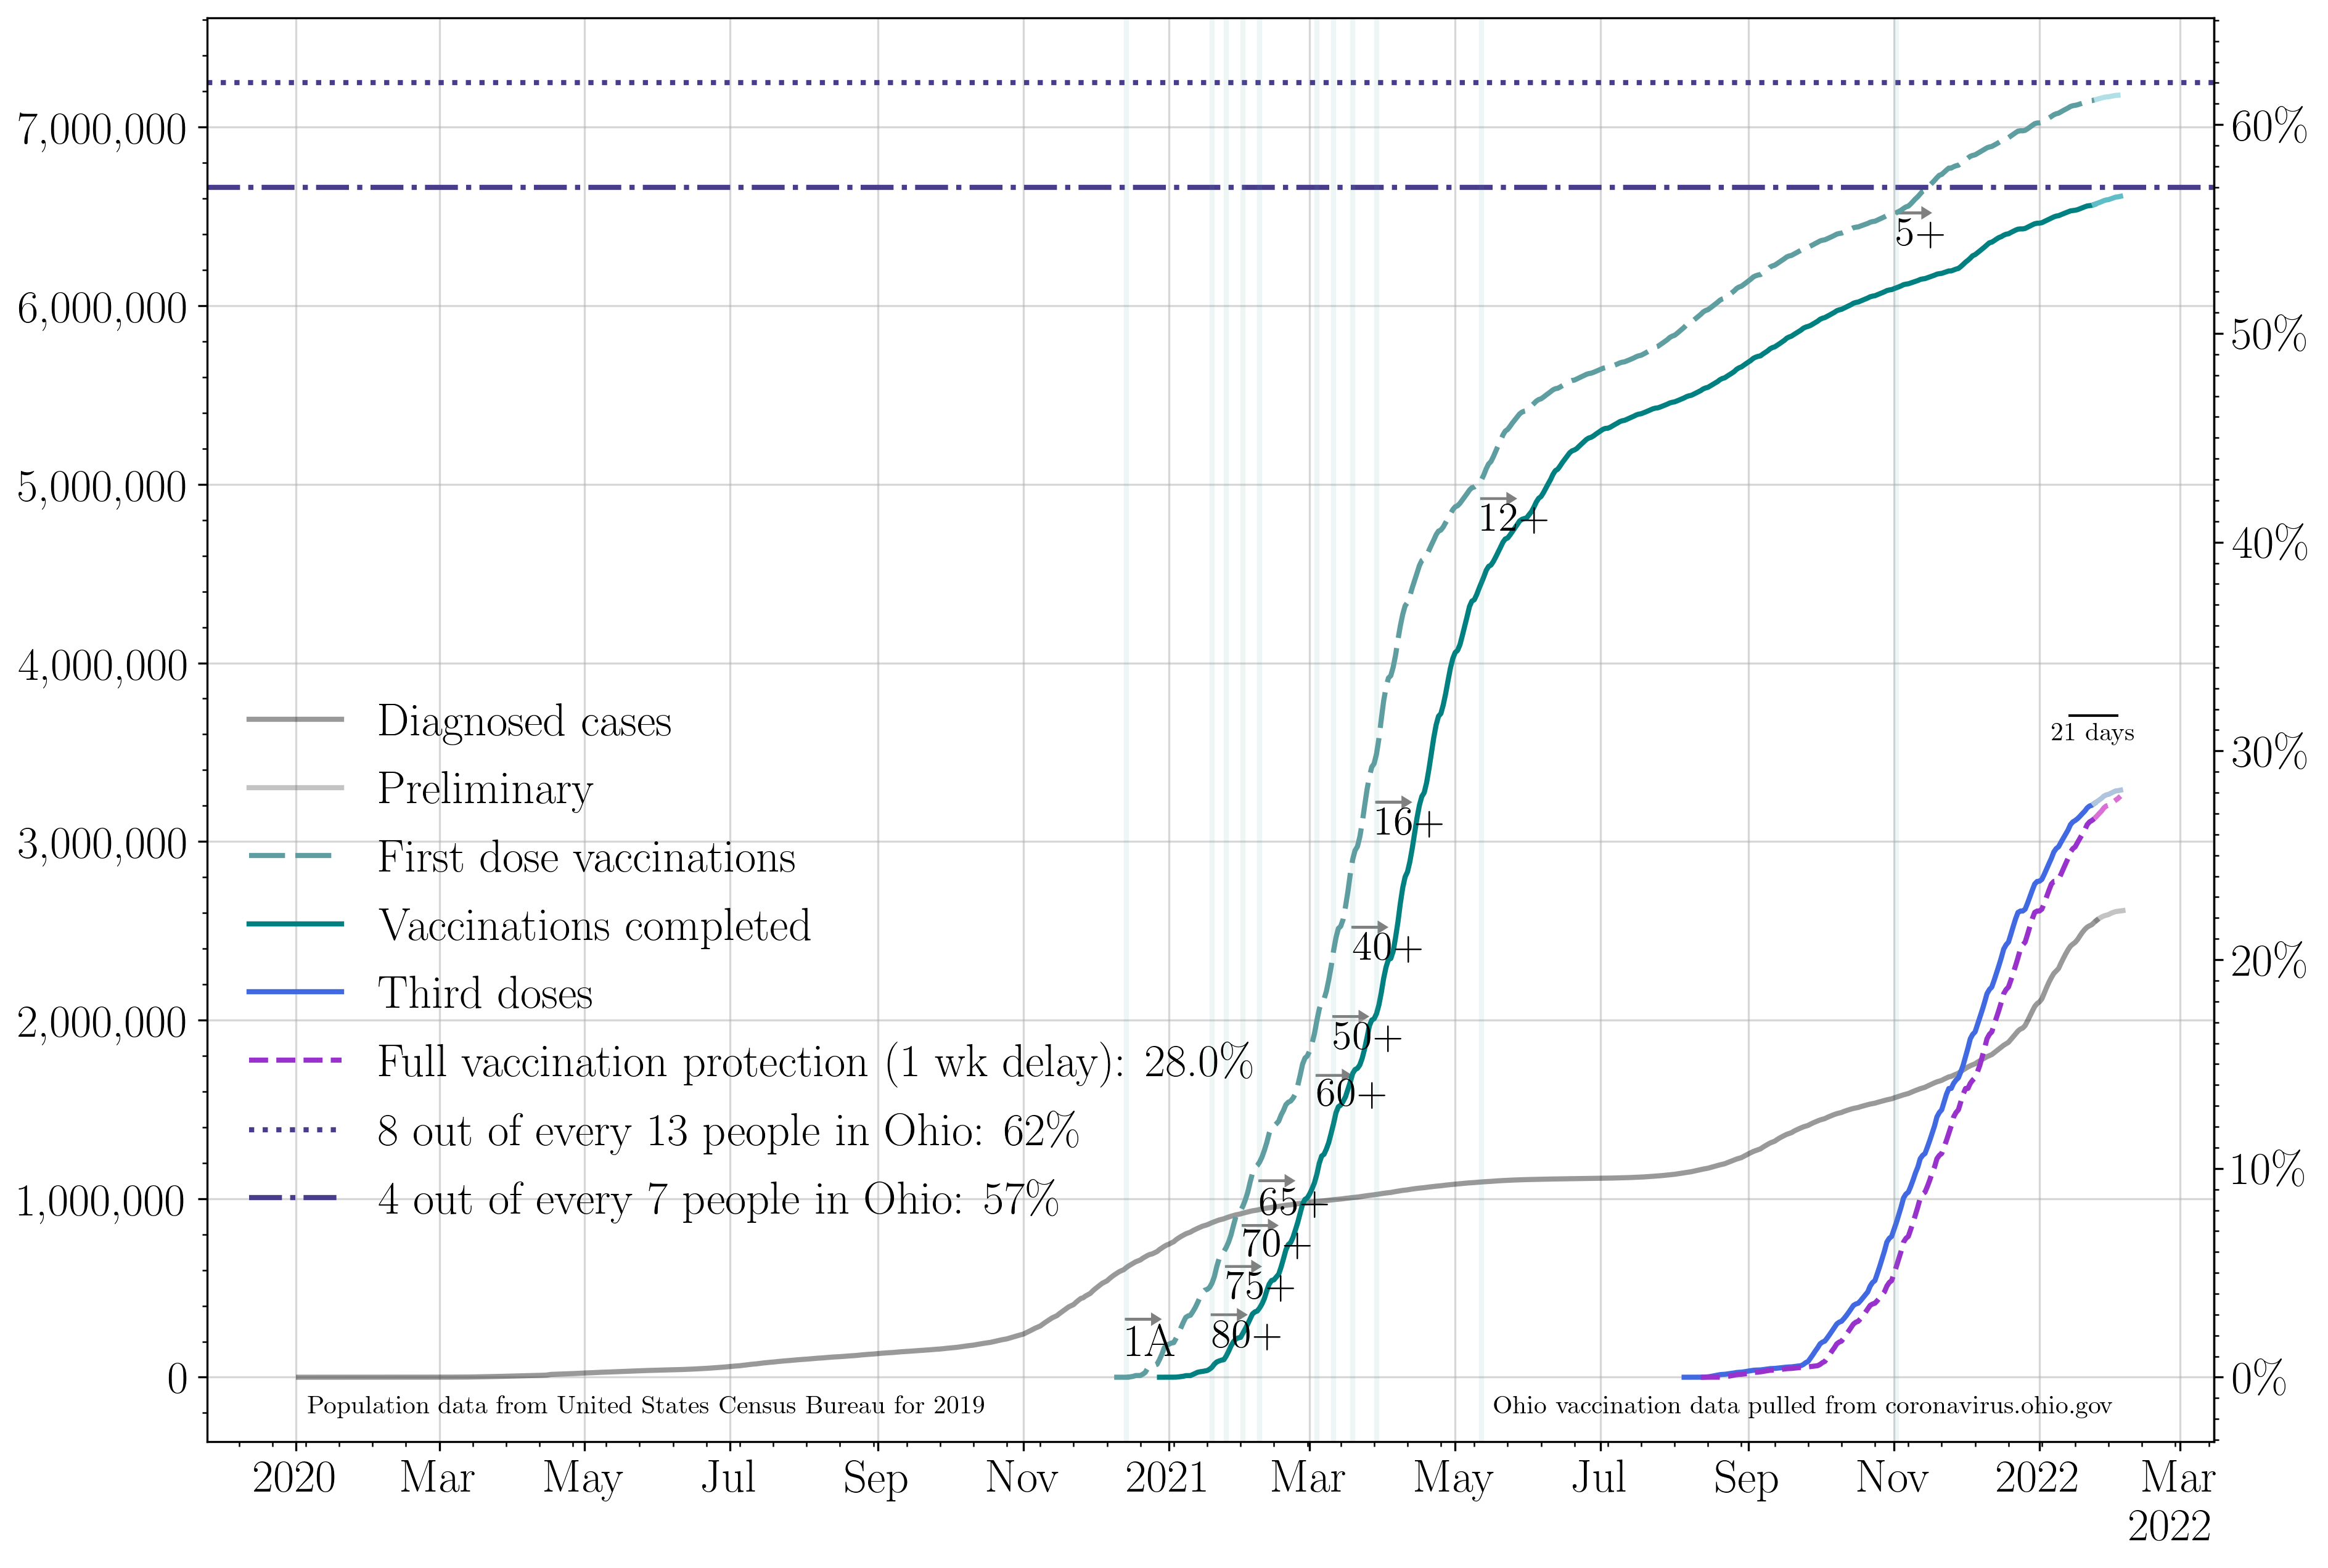 7,000,000
6,000,000
5,000,000
4,000,000
3,000,000
2,000,000
1,000,000
0
60%
50%
40%
30%
20%
10%
0%
5+
12+
16+
40+
50+
60+
65+
70+
75+
80+
1A
21 days
Diagnosed cases
Preliminary
First dose vaccinations
Vaccinations completed
Third doses
Full vaccination protection (1 wk delay): 28.0%
8 out of every 13 people in Ohio: 62%
4 out of every 7 people in Ohio: 57%
Population data from United States Census Bureau for 2019
Ohio vaccination data pulled from coronavirus.ohio.gov
2020 Mar May Jul Sep Nov 2021 Mar May Jul Sep Nov 2022 Mar
2022